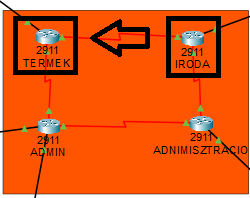 2911
TERMEK
2911
IRODA
2911
ADMIN
2911
ADNIMISZTRACIO